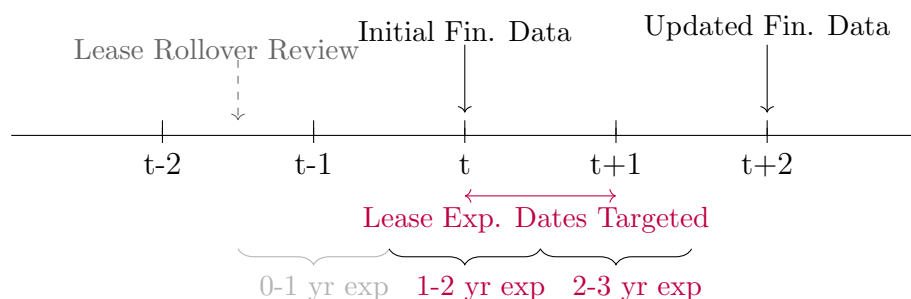 Lease Rollover Review
Initial Fin. Data
Updated Fin. Data
t-2
t-1
t
t+1
t+2
Lease Exp. Dates Targeted
0-1 yr exp
1-2 yr exp
2-3 yr exp